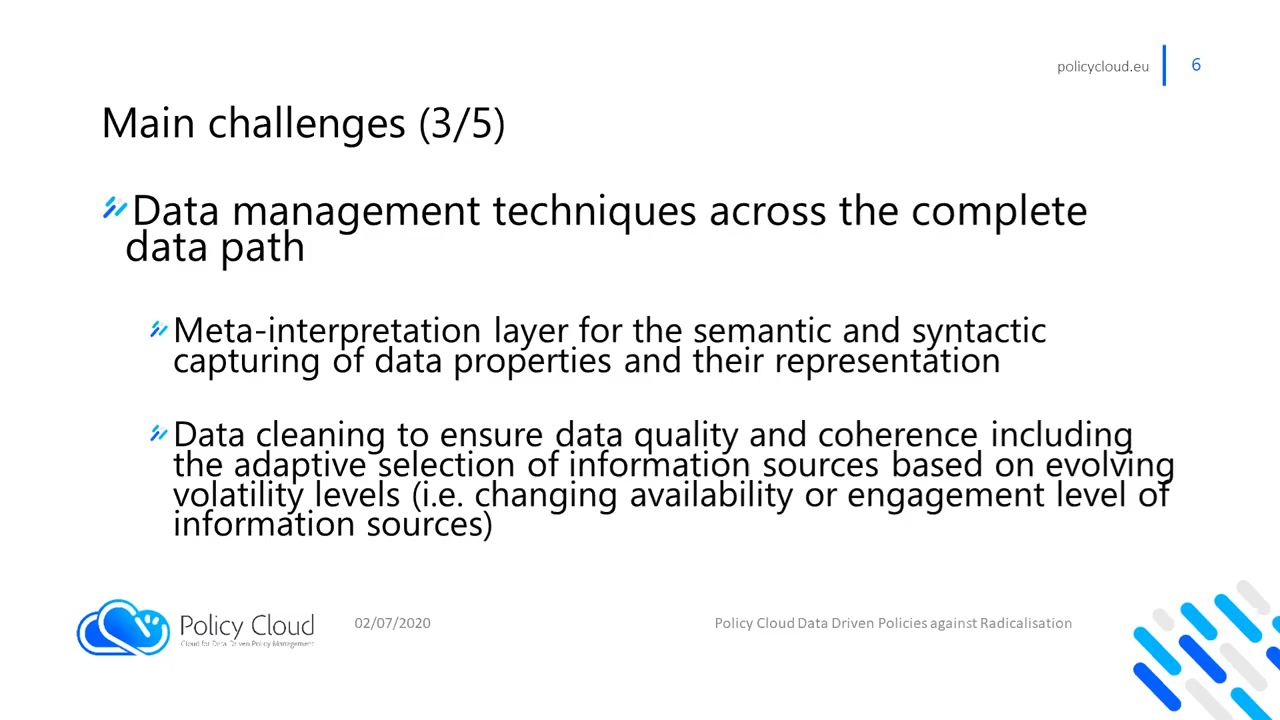 policycloud.eu
6
Main challenges (3/5)
Data management techniques across the complete
data path
Meta-interpretation layer for the semantic and syntactic
capturing of data properties and their representation
Data cleaning to ensure data quality and coherence including
the adaptive selection of information sources based on evolving
volatility levels (i.e. changing availability or engagement level of
information sources)
Policy Cloud
Cloud for Data Driven Policy Management
02/07/2020
Policy Cloud Data Driven Policies against Radicalisation